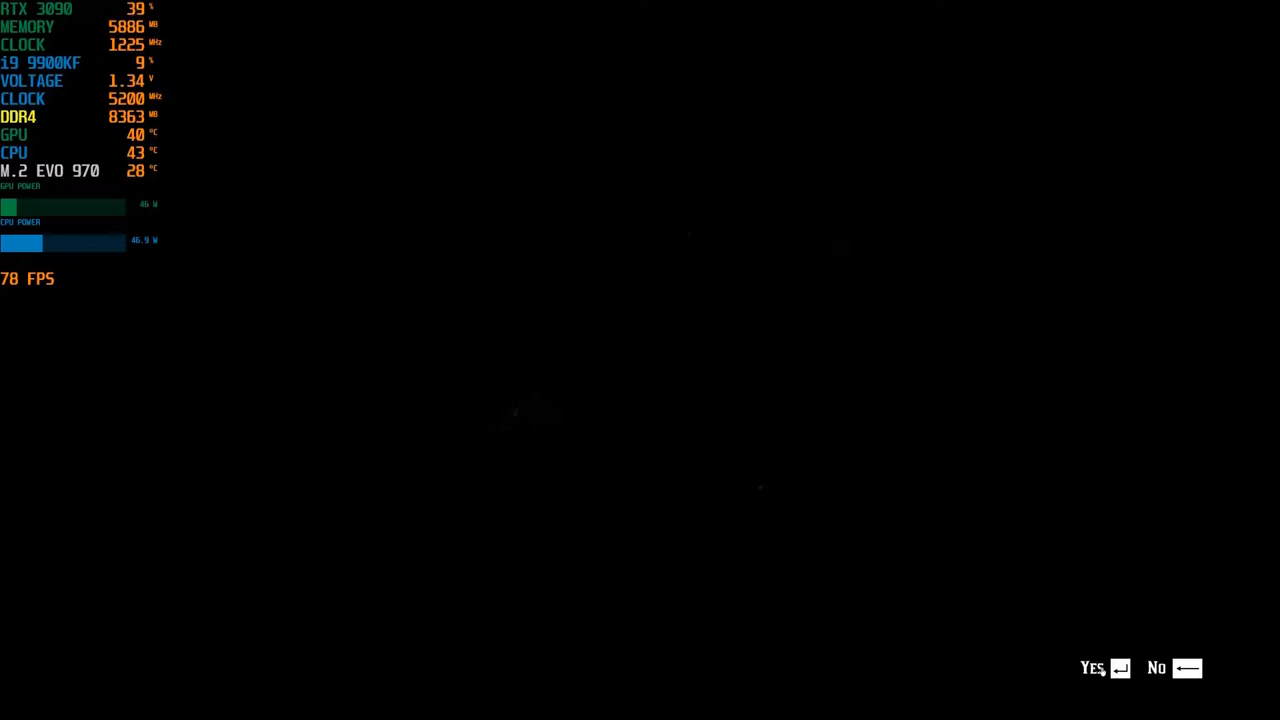 RTX 3090 39 %
MEMORY 5886 MB
CLOCK 1225 MHz
i9 9900KF 9 %
VOLTAGE 1.34 V
CLOCK 5200 MHz
DDR4 8363 MB
GPU 40 °C
CPU 43 °C
M.2 EVO 970 28 °C
GPU POWER
46 W
CPU POWER
46.9 W
78 FPS
YES NO